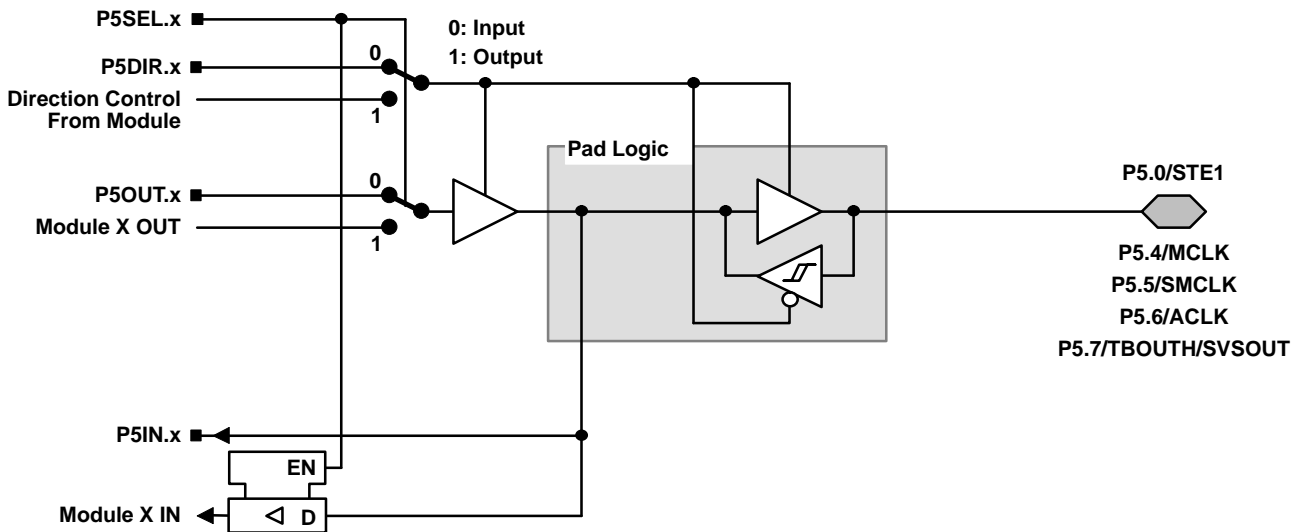 P5SEL.x
0: Input
1: Output
P5DIR.x
0
Direction Control
From Module
1
Pad Logic
P5OUT.x
0
Module X OUT
1
P5.0/STE1
P5.4/MCLK
P5.5/SMCLK
P5.6/ACLK
P5.7/TBOUTH/SVSOUT
P5IN.x
EN
Module X IN
D